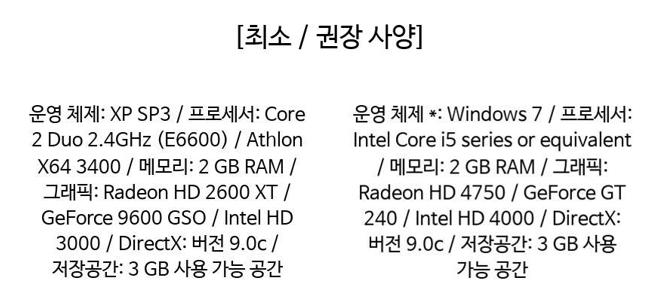 [최소 / 권장 사양]
운영 체제: XP SP3 / 프로세서: Core
2 Duo 2.4GHz (E6600) / Athlon
X64 3400 / 메모리: 2 GB RAM /
그래픽: Radeon HD 2600 XT /
GeForce 9600 GSO / Intel HD
3000 / DirectX: 버전 9.0c /
저장공간: 3 GB 사용 가능 공간
운영 체제 *: Windows 7 / 프로세서:
Intel Core i5 series or equivalent
/ 메모리: 2 GB RAM / 그래픽:
Radeon HD 4750 / GeForce GT
240 / Intel HD 4000 / DirectX:
버전 9.0c / 저장공간: 3 GB 사용
가능 공간